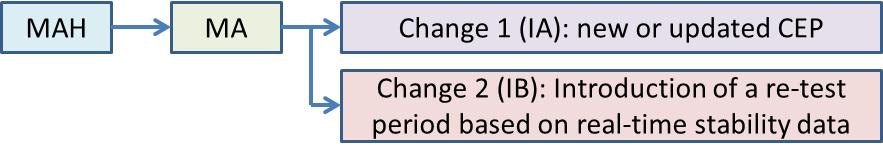 MAH
MA
Change 1 (IA): new or updated CEP
Change 2 (IB): Introduction of a re-test
period based on real-time stability data